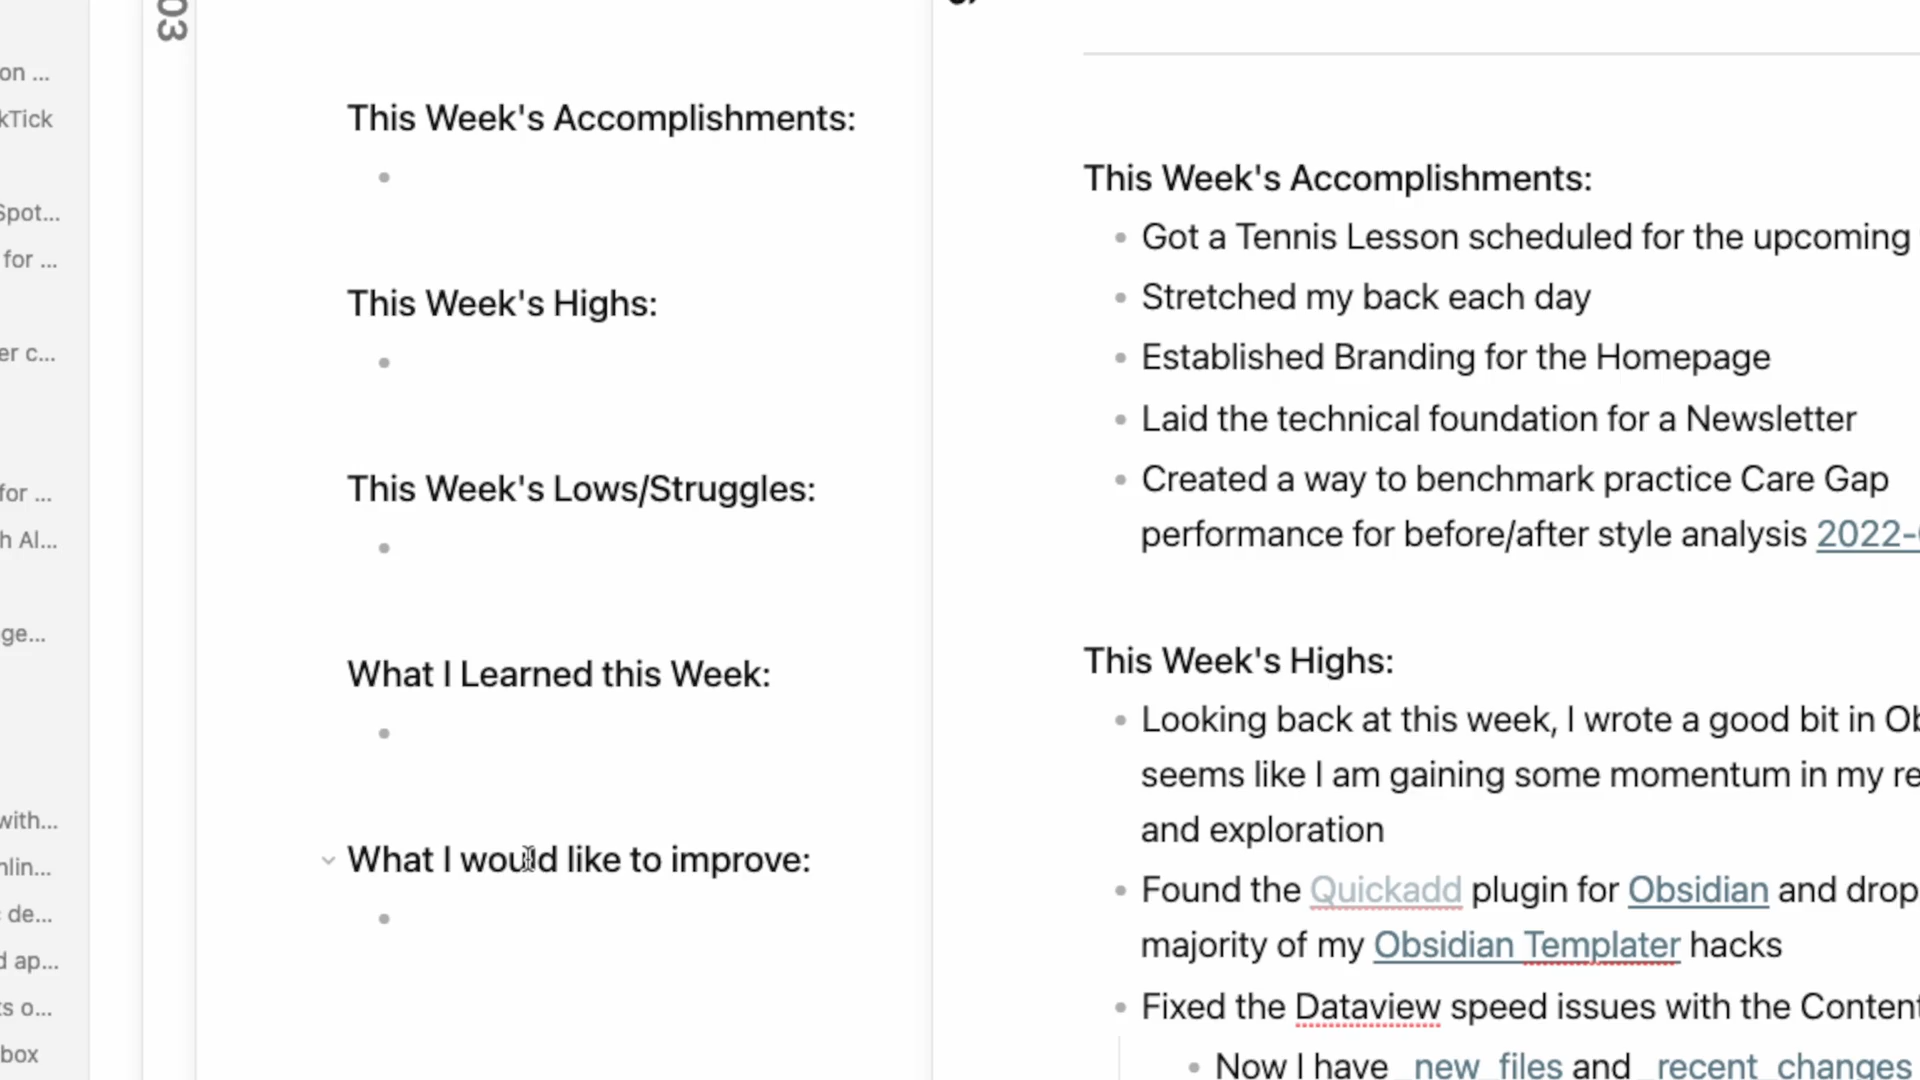 03
on ...
kTick
Spot...
for ...
er c...
for ...
h Al...
ge...
with...
nlin...
de...
d ap...
ts o...
box
This Week's Accomplishments:
This Week's Highs:
This Week's Lows/Struggles:
What I Learned this Week:
What I would like to improve:
This Week's Accomplishments:
Got a Tennis Lesson scheduled for the upcoming
Stretched my back each day
Established Branding for the Homepage
Laid the technical foundation for a Newsletter
Created a way to benchmark practice Care Gap
performance for before/after style analysis 2022-
This Week's Highs:
Looking back at this week, I wrote a good bit in Ob
seems like I am gaining some momentum in my re
and exploration
Found the Quickadd plugin for Obsidian and drop
majority of my Obsidian Templater hacks
Fixed the Dataview speed issues with the Content
Now I have _new_files and _recent_changes